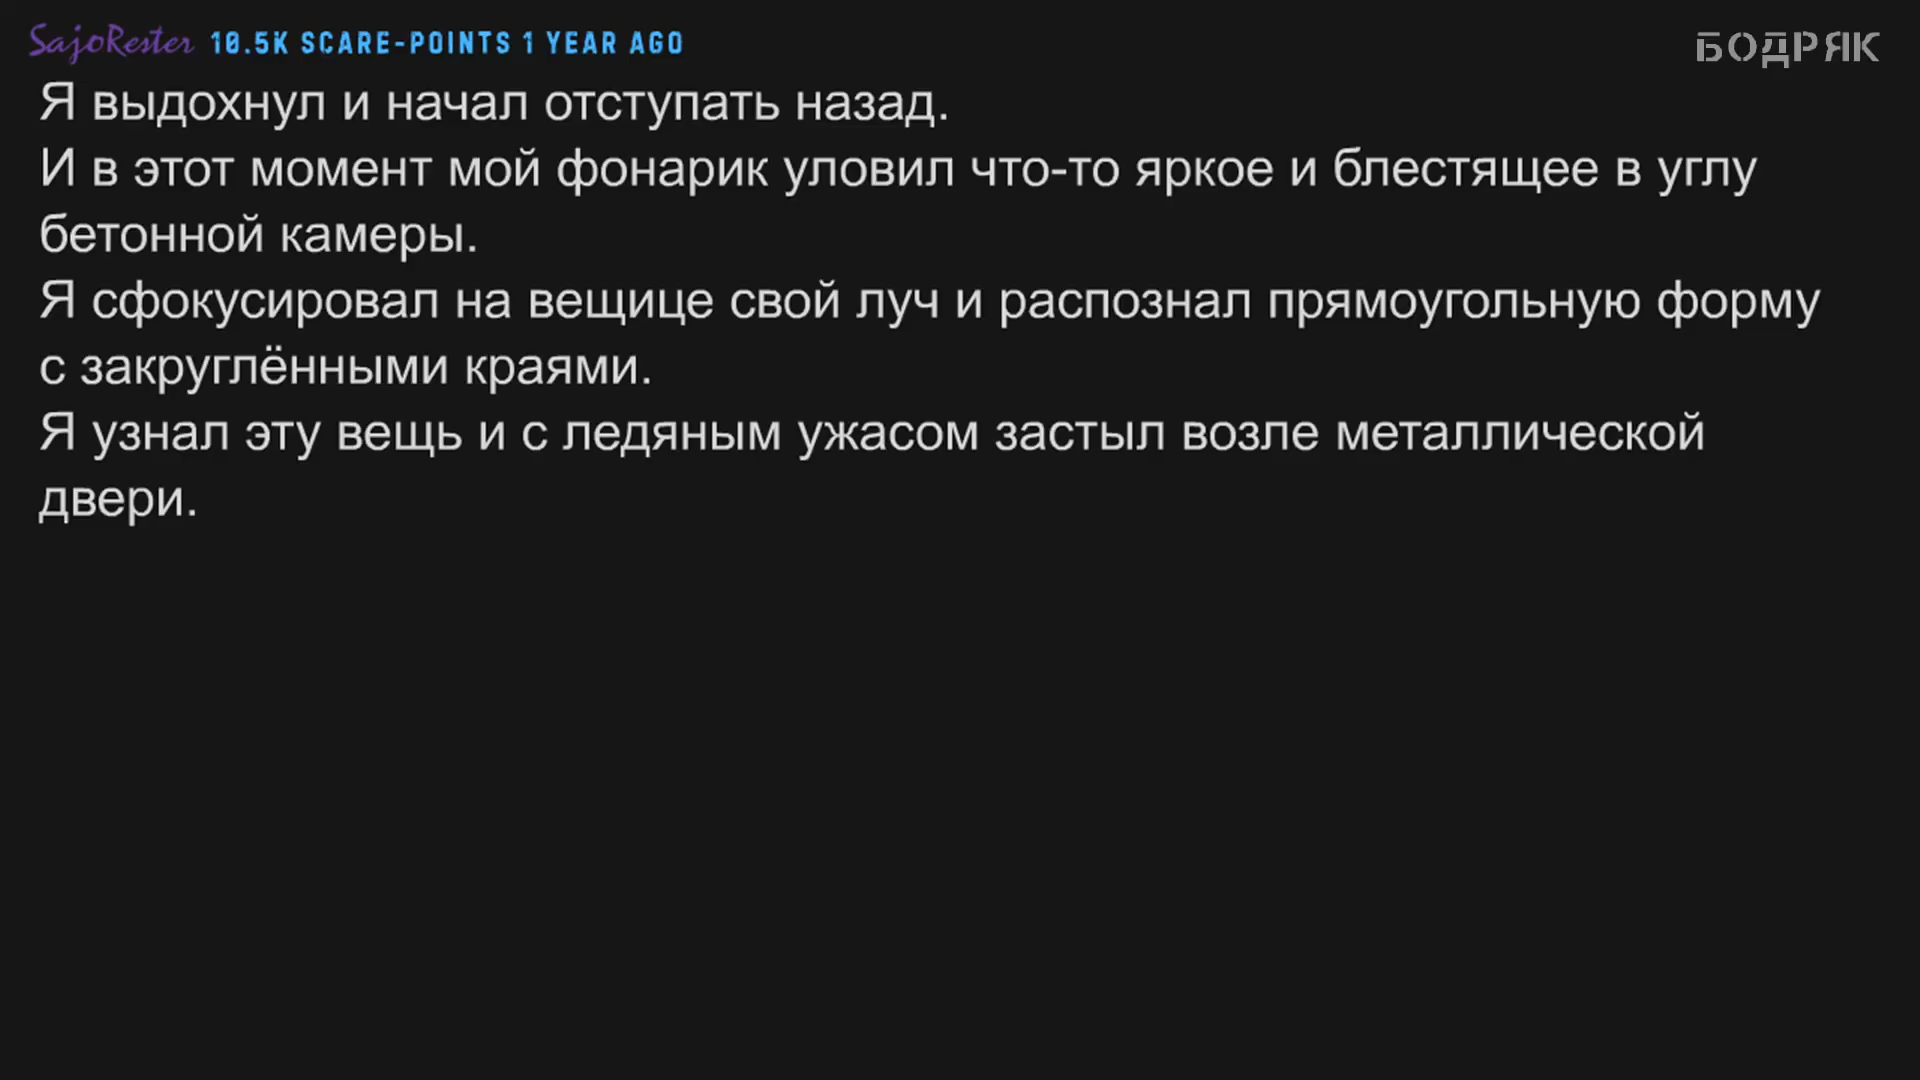 SajoRester 10.5K SCARE-POINTS 1 YEAR AGO
БОДРЯК
Я выдохнул и начал отступать назад.
И в этот момент мой фонарик уловил что-то яркое и блестящее в углу
бетонной камеры.
Я сфокусировал на вещице свой луч и распознал прямоугольную форму
с закруглёнными краями.
Я узнал эту вещь и с ледяным ужасом застыл возле металлической
двери.